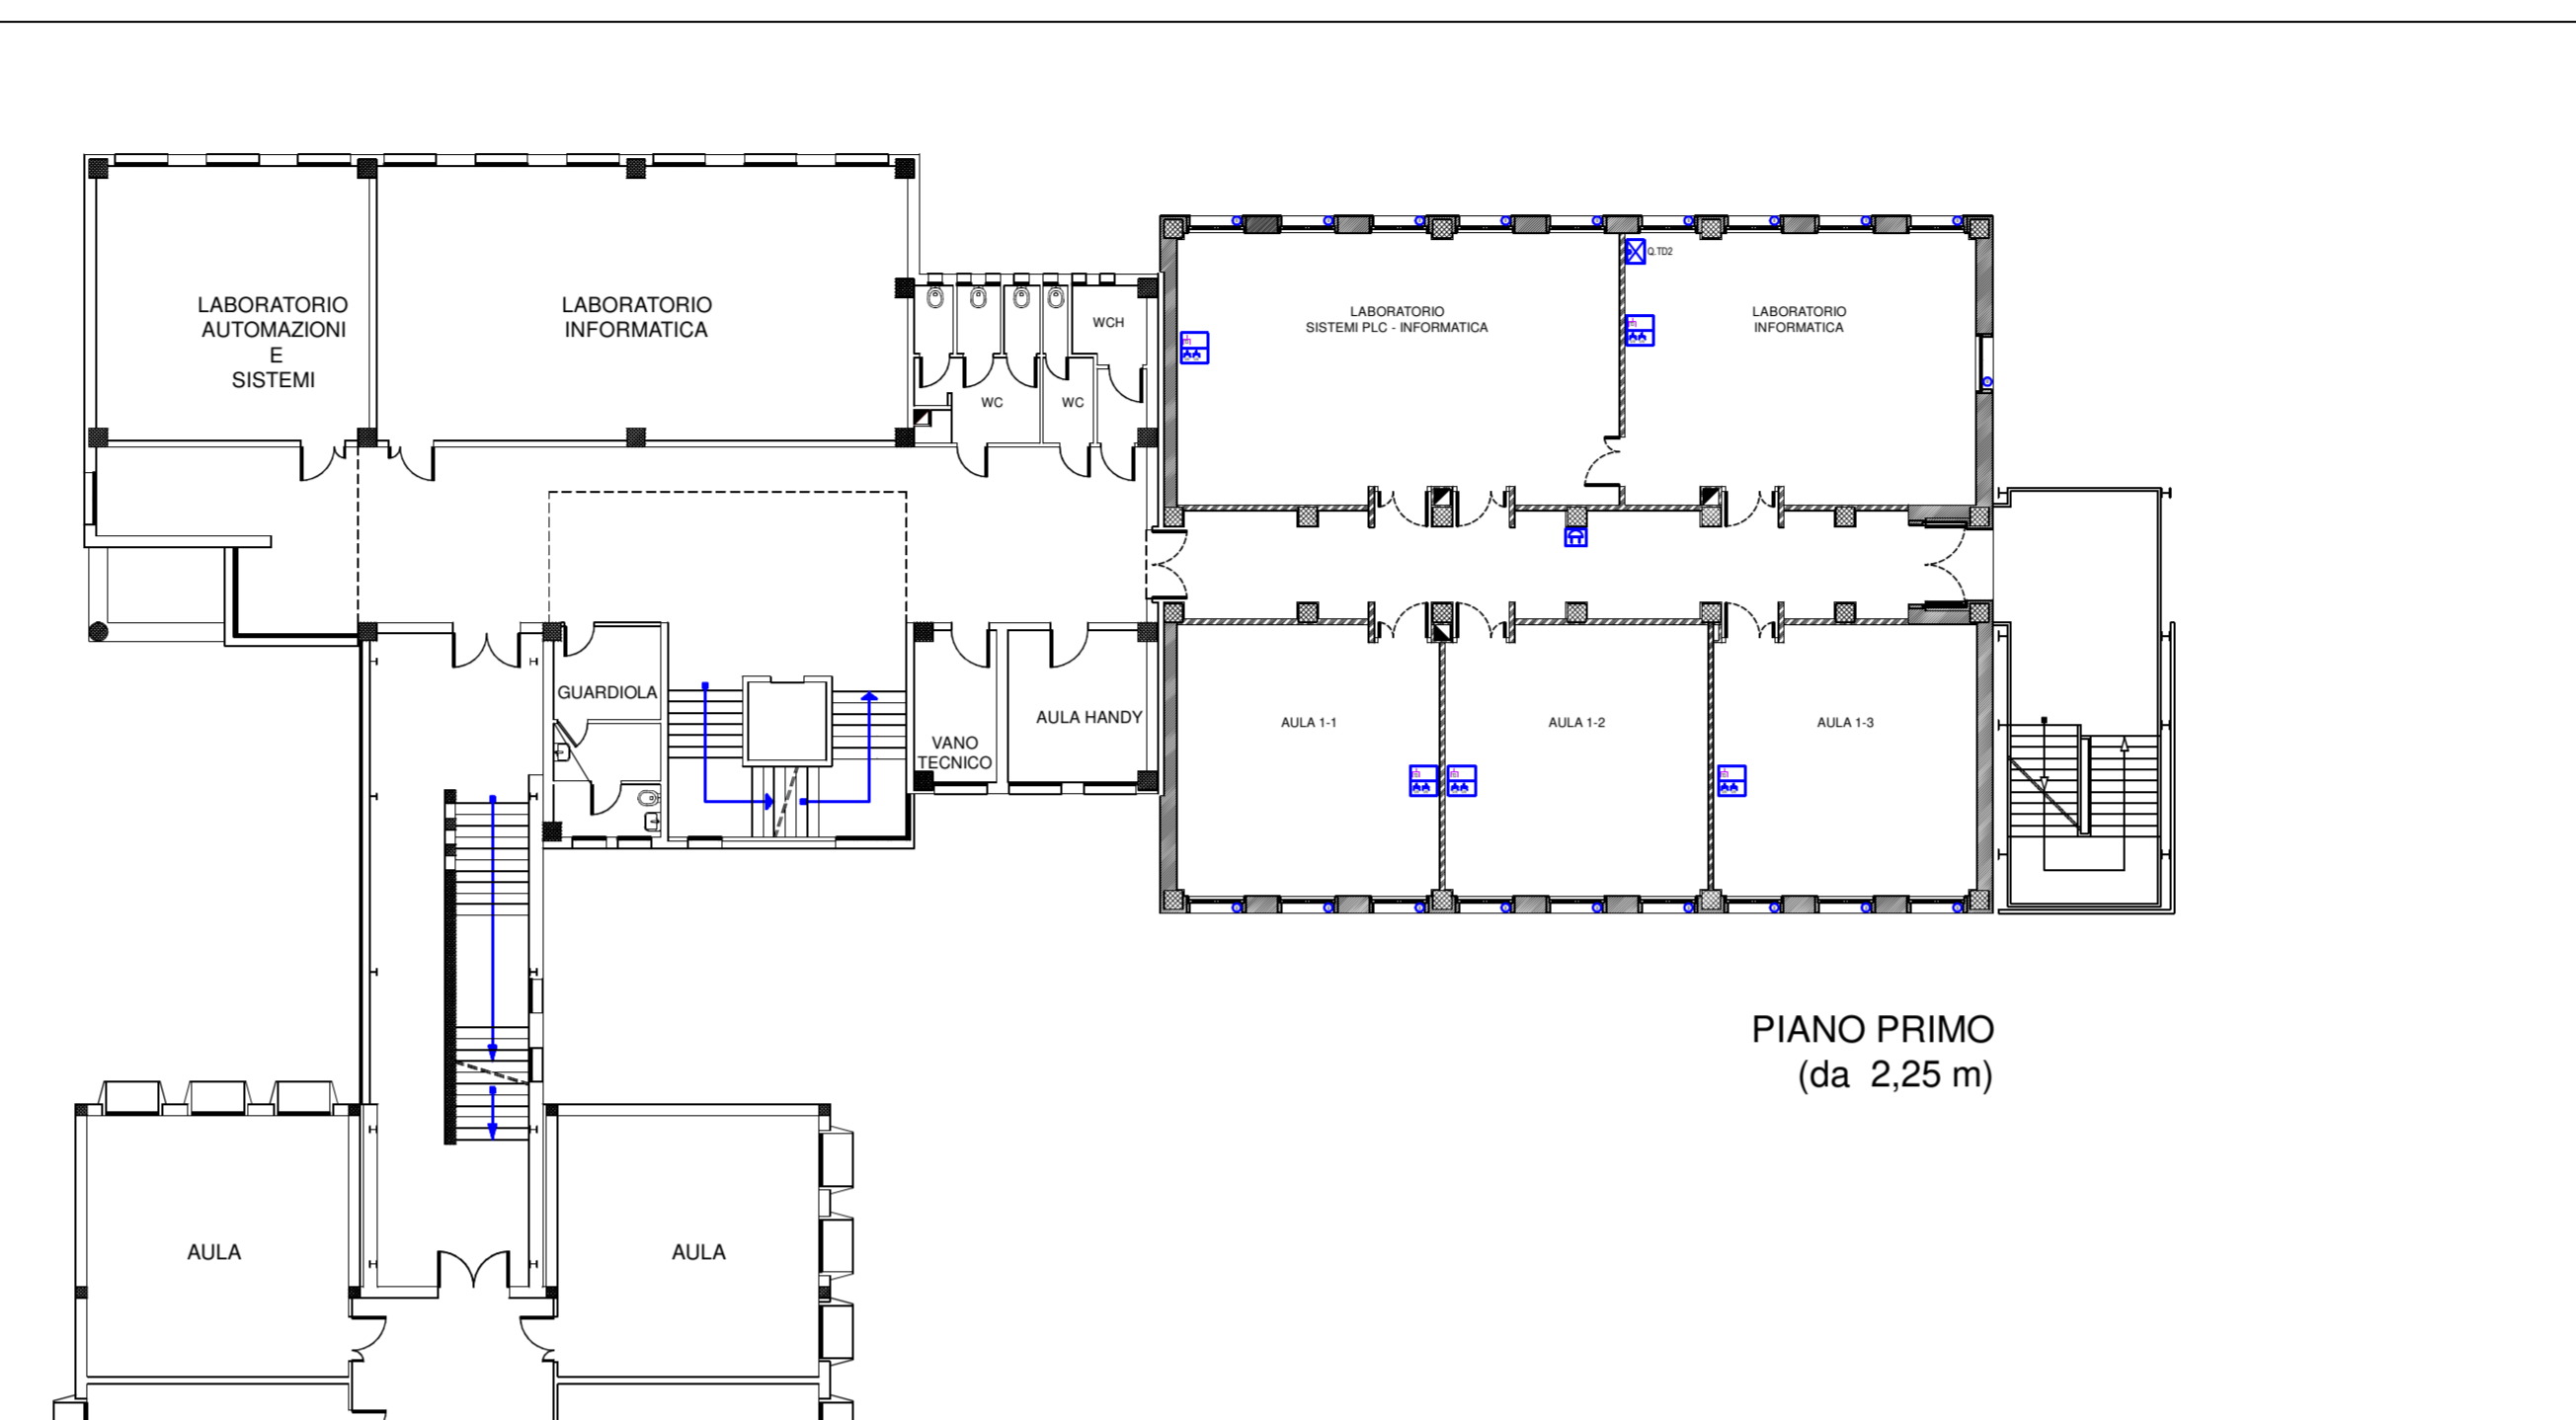 LABORATORIO
AUTOMAZIONI
E
SISTEMI
LABORATORIO
INFORMATICA
WCH
WC
WC
LABORATORIO
SISTEMI PLC - INFORMATICA
Q.TD2
LABORATORIO
INFORMATICA
GUARDIOLA
VANO
TECNICO
AULA HANDY
AULA 1-1
AULA 1-2
AULA 1-3
PIANO PRIMO
(da 2,25 m)
AULA
AULA